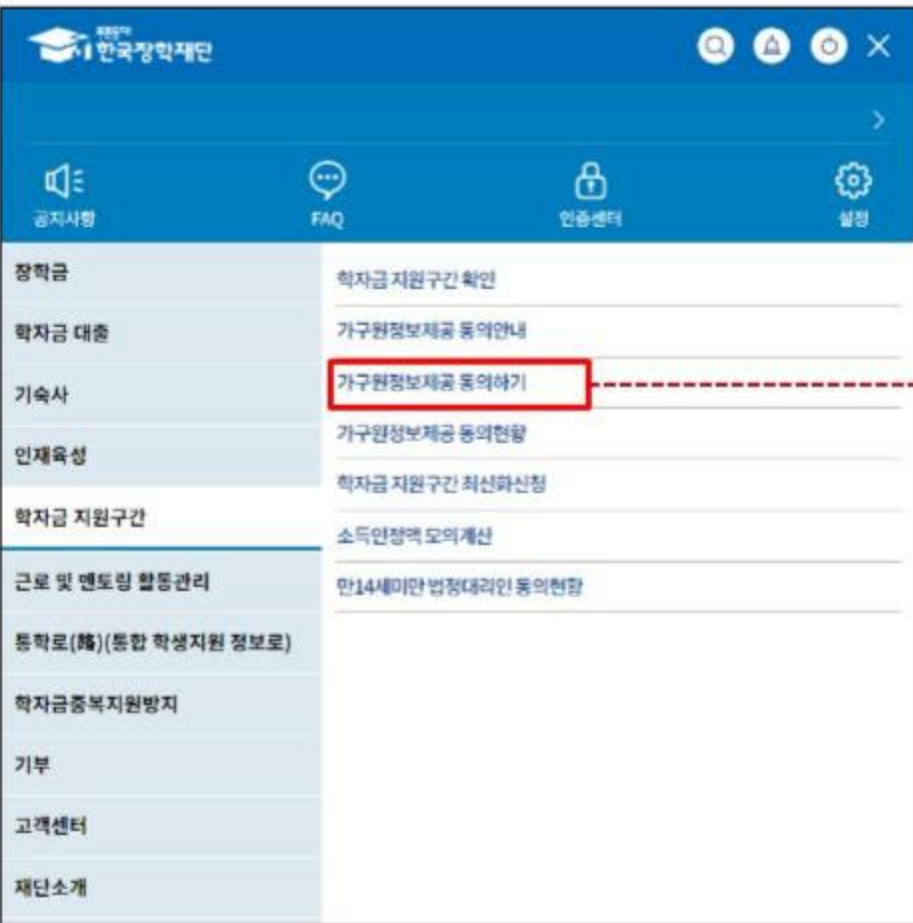 푸른등대
한국장학재단
공지사항
FAQ
인증센터
설정
장학금
학자금 대출
기숙사
인재육성
학자금 지원구간
근로 및 멘토링 활동관리
통학로(路)(통합 학생지원 정보로)
학자금중복지원방지
기부
고객센터
재단소개
학자금 지원구간 확인
가구원정보제공 동의안내
가구원정보제공 동의하기
가구원정보제공 동의현황
학자금 지원구간 최신화신청
소득인정액 모의계산
만14세미만 법정대리인 동의현황